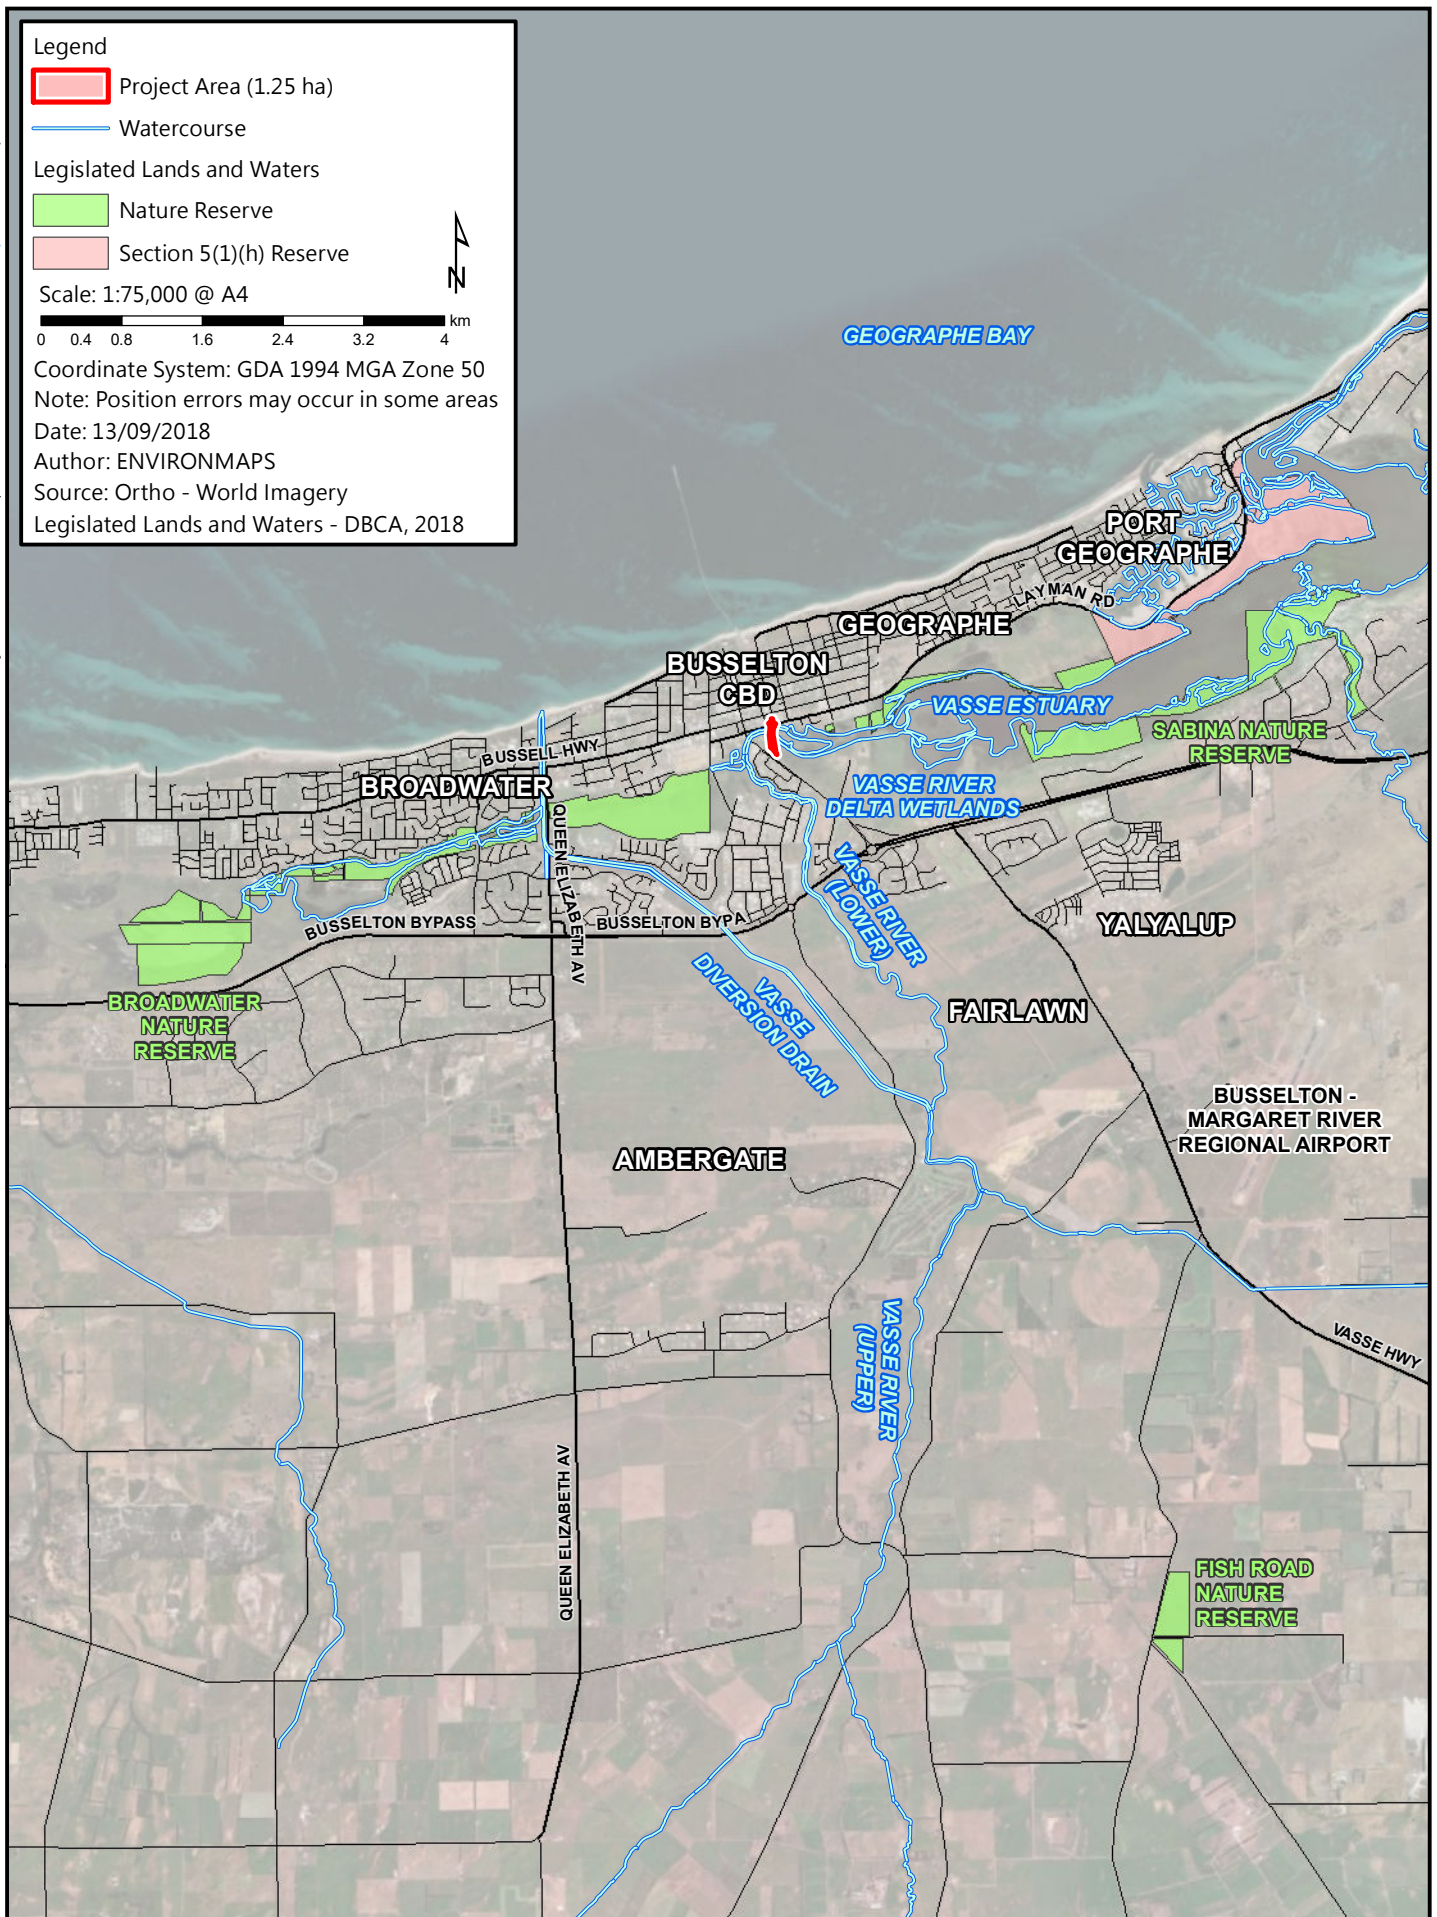 Legend
Project Area (1.25 ha)
Watercourse
Legislated Lands and Waters
Nature Reserve
Section 5(1)(h) Reserve
N
Scale: 1:75,000 @ A4
km
0 0.4 0.8 1.6 2.4 3.2 4
Coordinate System: GDA 1994 MGA Zone 50
Note: Position errors may occur in some areas
Date: 13/09/2018
Author: ENVIRONMAPS
Source: Ortho - World Imagery
Legislated Lands and Waters - DBCA, 2018
GEOGRAPHE BAY
PORT
GEOGRAPHE
LAYMAN RD
GEOGRAPHE
BUSSELTON
CBD
VASSE ESTUARY
SABINA NATURE
RESERVE
BUSSELL HWY
BROADWATER
VASSE RIVER
DELTA WETLANDS
QUEEN ELIZABETH AV
VASSE RIVER
(LOWER)
BUSSELTON BYPASS
BUSSELTON BYPA
YALYALUP
VASSE
DIVERSION DRAIN
BROADWATER
NATURE
RESERVE
FAIRLAWN
BUSSELTON -
MARGARET RIVER
REGIONAL AIRPORT
AMBERGATE
VASSE RIVER
(UPPER)
VASSE HWY
QUEEN ELIZABETH AV
FISH ROAD
NATURE
RESERVE